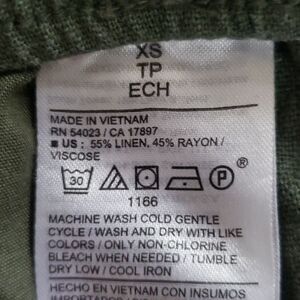 XS
TP
ECH
MADE IN VIETNAM
RN 54023 / CA 17897
■ US: 55% LINEN, 45% RAYON /
VISCOSE
30
P
1166
MACHINE WASH COLD GENTLE
CYCLE / WASH AND DRY WITH LIKE
COLORS / ONLY NON-CHLORINE
BLEACH WHEN NEEDED / TUMBLE
DRY LOW / COOL IRON
HECHO EN VIETNAM CON INSUMOS